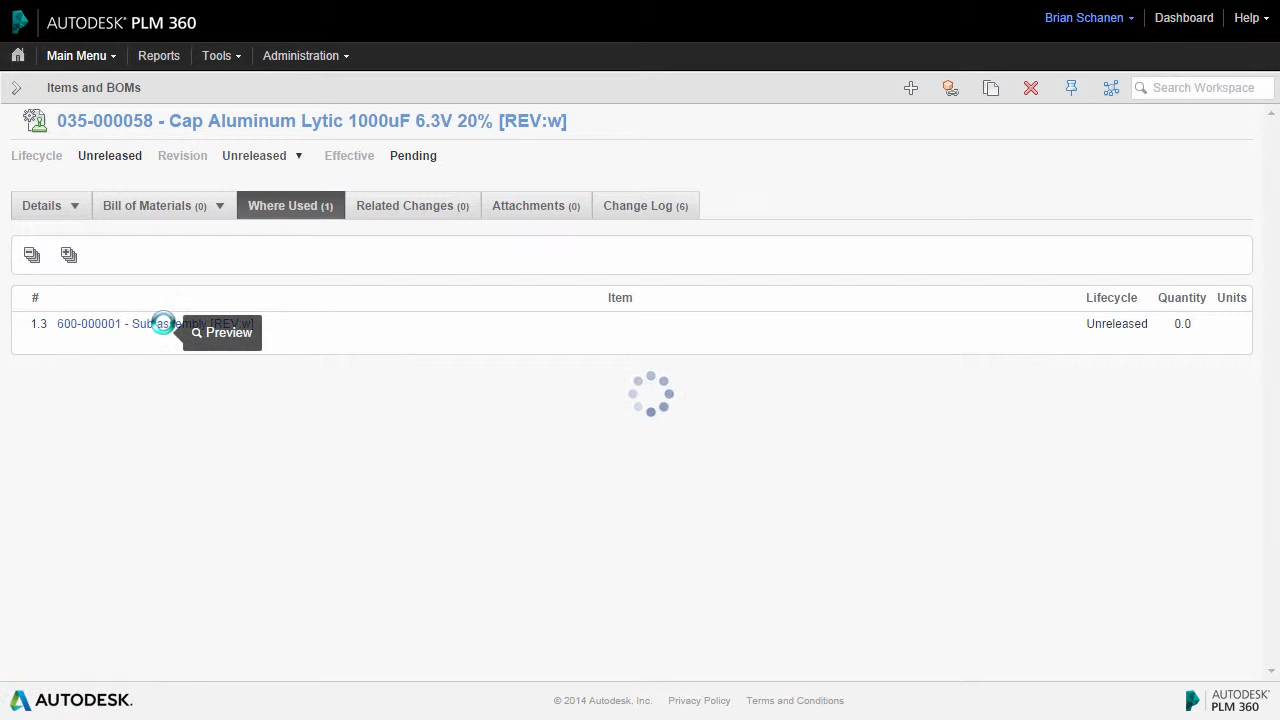 AUTODESK® PLM 360
Brian Schanen
Dashboard
Help
Main Menu
Reports
Tools
Administration
Items and BOMs
Search Workspace
035-000058 - Cap Aluminum Lytic 1000uF 6.3V 20% [REV:w]
Lifecycle Unreleased Revision Unreleased Effective Pending
Details
Bill of Materials (0)
Where Used (1)
Related Changes (0)
Attachments (0)
Change Log (6)
# Item Lifecycle Quantity Units
1.3 600-000001 - Sub assembly [REV:w] Unreleased 0.0
Preview
AUTODESK.
© 2014 Autodesk, Inc. Privacy Policy Terms and Conditions
AUTODESK®
PLM 360